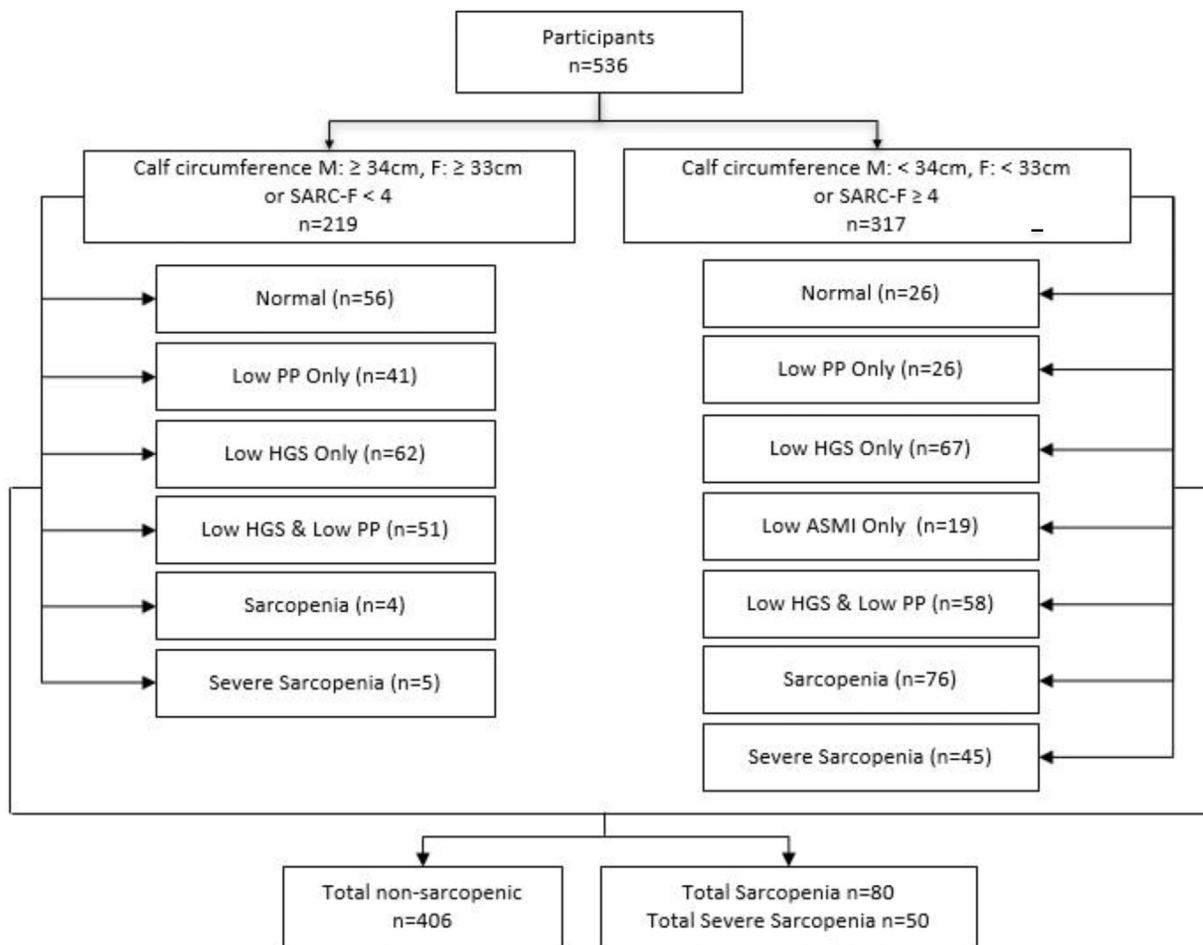 Participants
n=536
Calf circumference M: ≥ 34cm, F: ≥ 33cm
or SARC-F < 4
n=219
Calf circumference M: < 34cm, F: < 33cm
or SARC-F ≥ 4
n=317
Normal (n=56)
Low PP Only (n=41)
Low HGS Only (n=62)
Low HGS & Low PP (n=51)
Sarcopenia (n=4)
Severe Sarcopenia (n=5)
Normal (n=26)
Low PP Only (n=26)
Low HGS Only (n=67)
Low ASMI Only (n=19)
Low HGS & Low PP (n=58)
Sarcopenia (n=76)
Severe Sarcopenia (n=45)
Total non-sarcopenic
n=406
Total Sarcopenia n=80
Total Severe Sarcopenia n=50